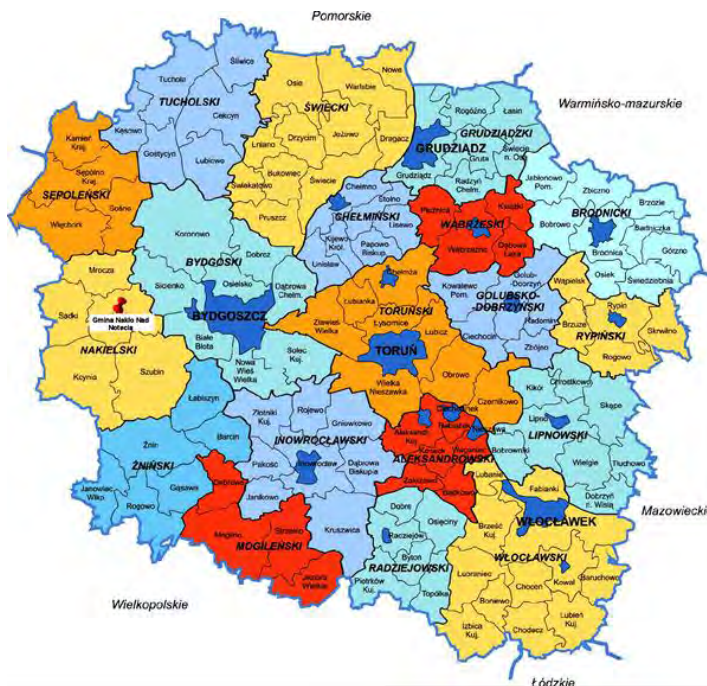 Pomorskie
Warmińsko-mazurskie
Mazowiecki
Łódzkie
Wielkopolskie
TUCHOLSKI
Śliwice
Tuchola
Cekcyn
Kęsowo
Gostycyn
Lubiewo
ŚWIECKI
Nowe
Osie
Warlubie
Lniano
Drzycim
Jeżewo
Dragacz
Bukowiec
Świekatowo
Świecie
Pruszcz
GRUDZIĄDZKI
GRUDZIADZ
Rogóźno
Łasin
Gruta
Świecie
n. Osą
Grudziądz
Radzyń
Chełm.
SĘPOLEŃSKI
Kamień
Kraj.
Sępólno
Kraj.
Sośno
Więcbork
CHEŁMIŃSKI
Chełmno
Stolno
Lisewo
Kijewo
Król.
Papowo
Biskup.
Unisław
WĄBRZESKI
Płużnica
Książki
Wąbrzeźno
Dębowa
Łąka
BRODNICKI
Jabłonowo
Pom.
Zbiczno
Brzozie
Bobrowo
Bartniczka
Brodnica
Górzno
Osiek
Świedziebnia
BYDGOSKI
BYDGOSZCZ
Koronowo
Dobrcz
Sicienko
Osielsko
Dąbrowa
Chełm.
Białe
Błota
Nowa
Wieś
Wielka
Solec
Kuj.
NAKIELSKI
Mrocza
Sadki
Gmina Nakło Nad
Notecią
Kcynia
Szubin
TORUŃSKI
TORUŃ
Chełmża
Łubianka
Łysomice
Zławieś
Wielka
Lubicz
Wielka
Nieszawka
Obrowo
Czernikowo
GOLUBSKO-
DOBRZYŃSKI
Kowalewo
Pom.
Golub-
Dobrzyń
Radomin
Ciechocin
Zbójno
RYPIŃSKI
Wąpielsk
Rypin
Brzuze
Skrwilno
Rogowo
LIPNOWSKI
Kikół
Chrostkowo
Skępe
Lipno
Bobrowniki
Wielgie
Tłuchowo
Dobrzyń
n. Wisłą
ŻNIŃSKI
Łabiszyn
Żnin
Barcin
Janowiec
Wlkp.
Gąsawa
Rogowo
INOWROCŁAWSKI
Złotniki
Kuj.
Rojewo
Gniewkowo
Pakość
Inowrocław
Dąbrowa
Biskupia
Janikowo
Kruszwica
ALEKSANDROWSKI
Aleksandr.
Kuj.
Zakrzewo
Bądkowo
MOGILEŃSKI
Dąbrowa
Mogilno
Strzelno
Jeziora
Wielkie
RADZIEJOWSKI
Dobre
Osięciny
Radziejów
Bytoń
Piotrków
Kuj.
Topólka
WŁOCŁAWSKI
WŁOCŁAWEK
Lubanie
Fabianki
Brześć
Kuj.
Lubraniec
Choceń
Kowal
Baruchowo
Boniewo
Izbica
Kuj.
Chodecz
Lubień
Kuj.